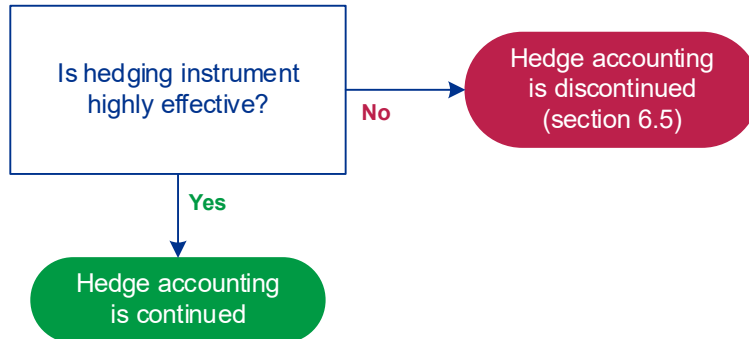 Is hedging instrument
highly effective?
Hedge accounting
is discontinued
(section 6.5)
No
Yes
Hedge accounting
is continued